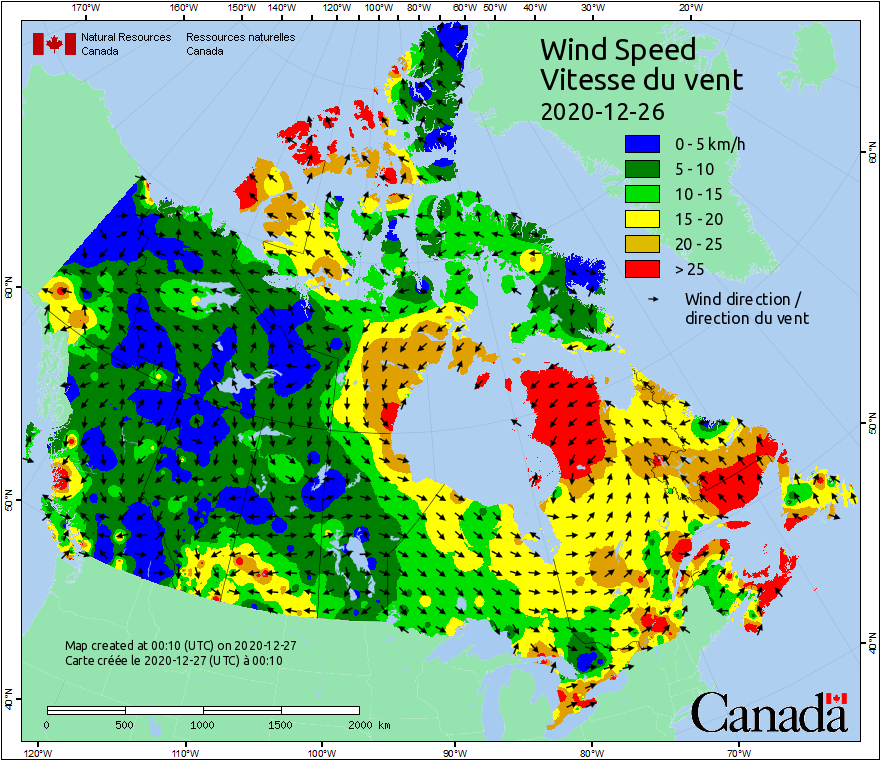 170°W 160°W 150°W 140°W 130°W 120°W 110°W 100°W 90°W 80°W 70°W 60°W 50°W 40°W 30°W 20°W
Natural Resources Canada
Ressources naturelles Canada
Wind Speed
Vitesse du vent
2020-12-26
0 - 5 km/h
5 - 10
10 - 15
15 - 20
20 - 25
> 25
Wind direction /
direction du vent
60°N
60°N
50°N
50°N
40°N
40°N
Map created at 00:10 (UTC) on 2020-12-27
Carte créée le 2020-12-27 (UTC) à 00:10
0 500 1000 1500 2000 km
Canada
120°W 110°W 100°W 90°W 80°W 70°W